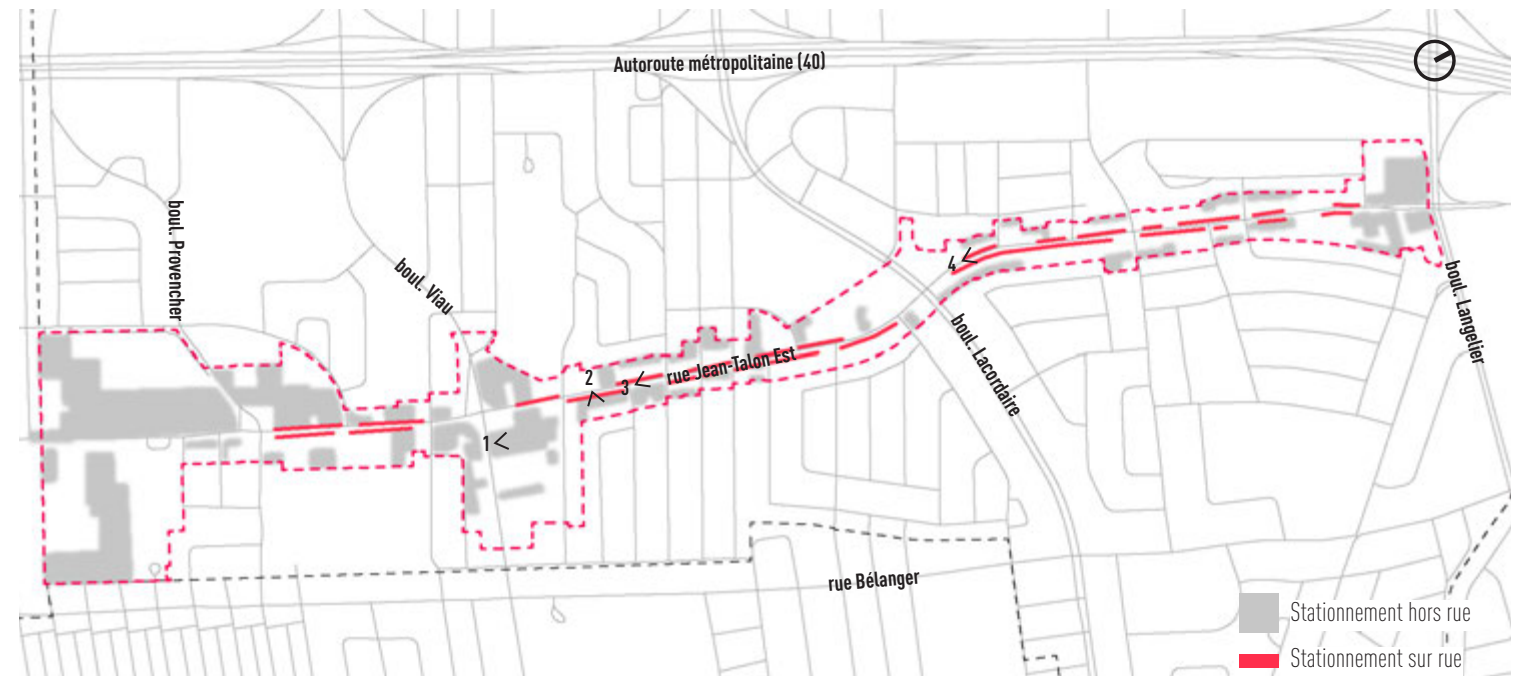 Autoroute métropolitaine (40)
boul. Provencher
boul. Viau
4
boul. Langelier
boul. Lacordaire
2
3
rue Jean-Talon Est
1
rue Bélanger
Stationnement hors rue
Stationnement sur rue